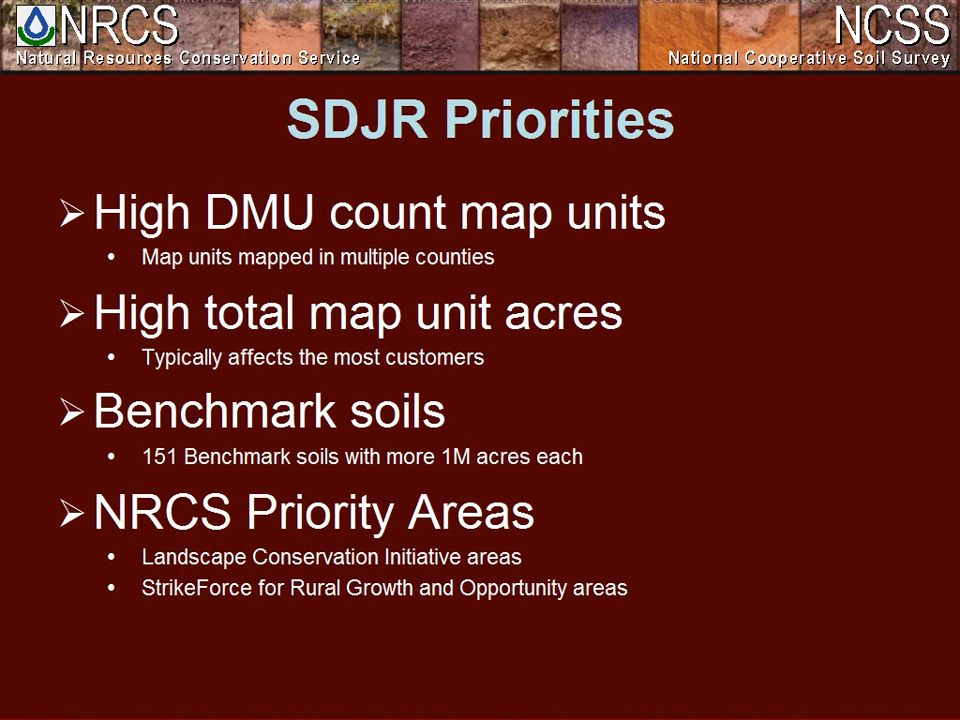 NRCS
Natural Resources Conservation Service
NCSS
National Cooperative Soil Survey
SDJR Priorities
High DMU count map units
• Map units mapped in multiple counties
High total map unit acres
• Typically affects the most customers
Benchmark soils
• 151 Benchmark soils with more 1M acres each
NRCS Priority Areas
• Landscape Conservation Initiative areas
• StrikeForce for Rural Growth and Opportunity areas